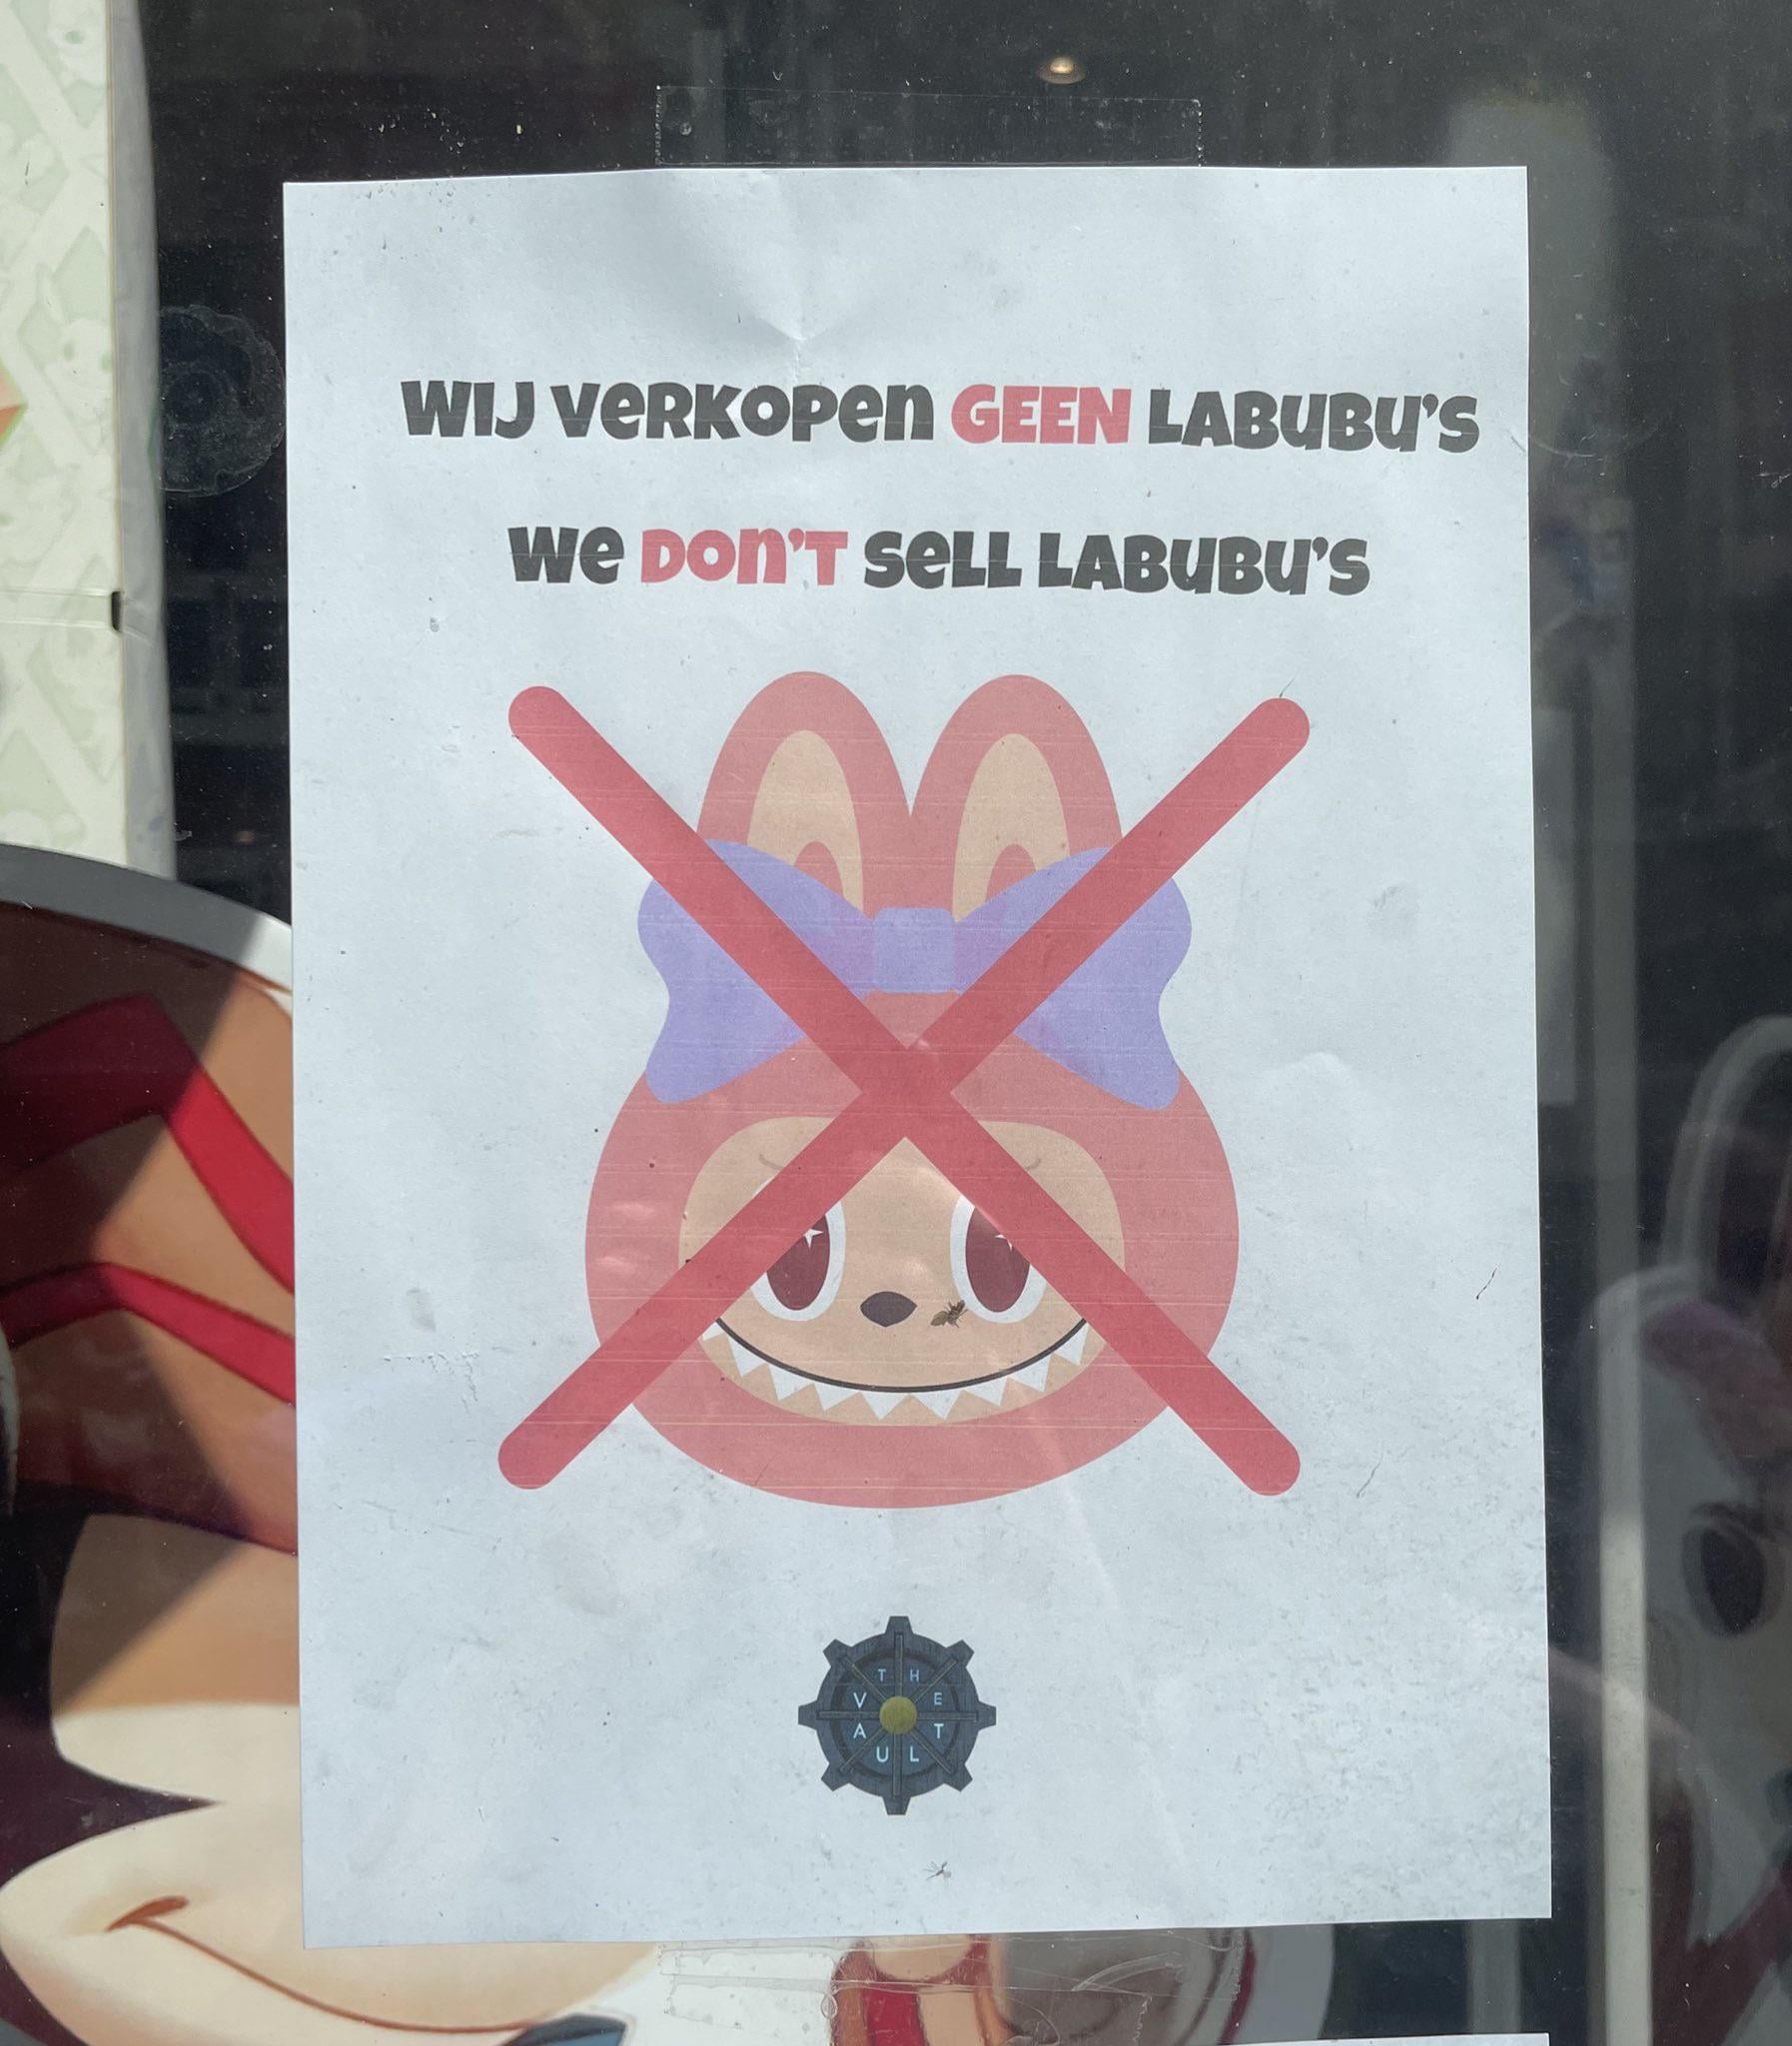 WIJ VERKOPEN GEEN LABUBU'S
WE DON'T SELL LABUBU'S
THE
VAULT